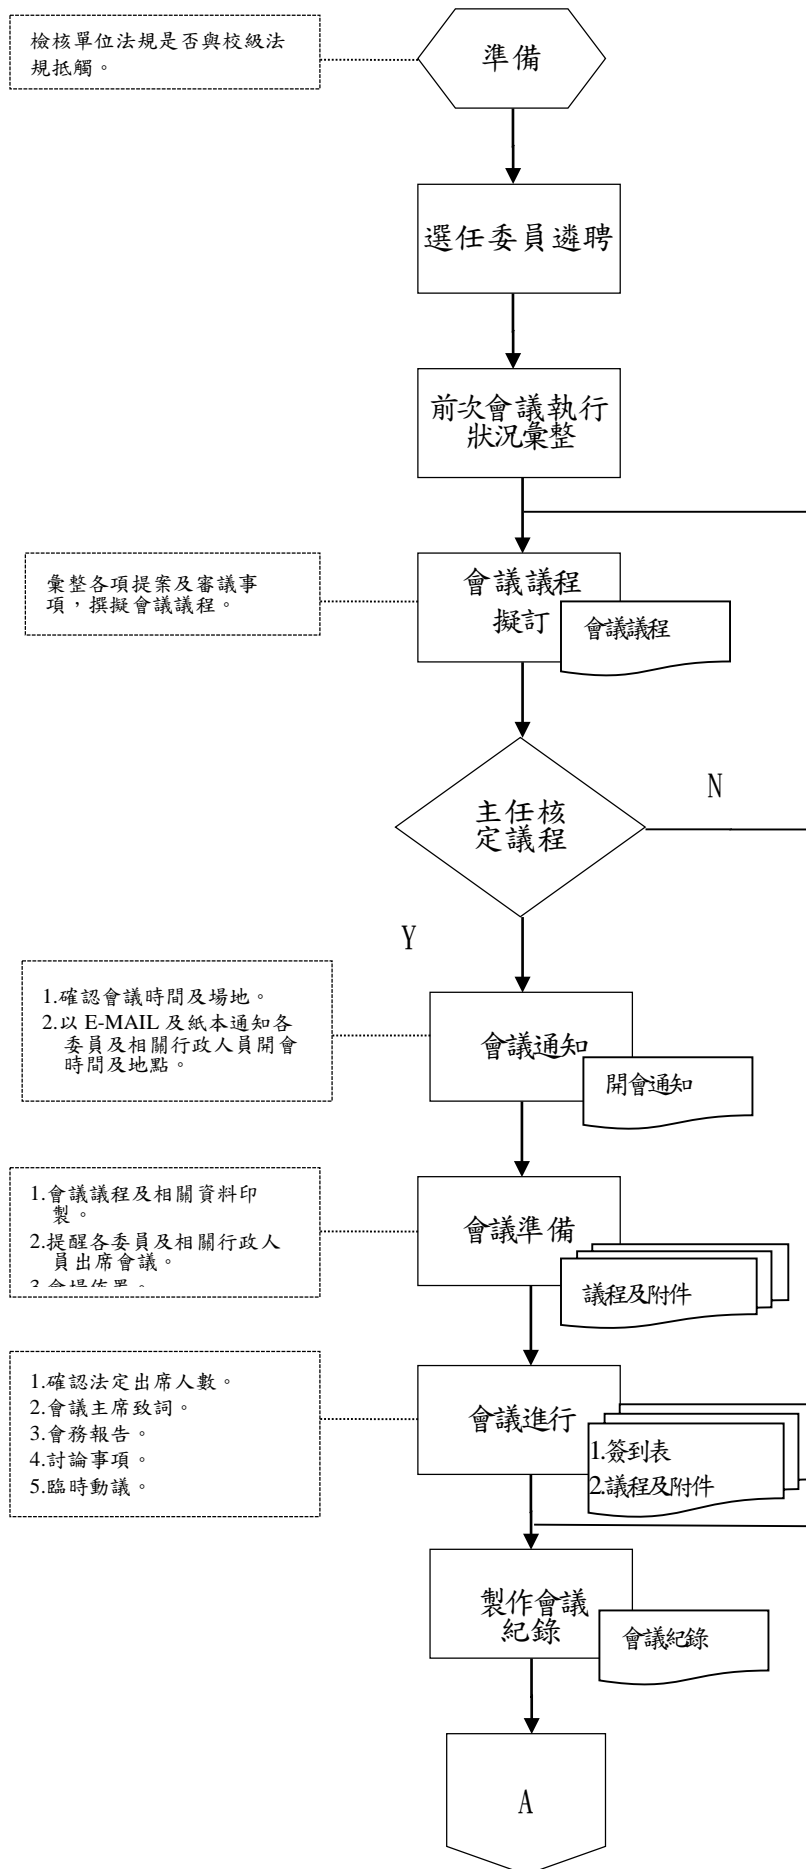 檢核單位法規是否與校級法
規抵觸。
準備
選任委員遴聘
前次會議執行
狀況彙整
彙整各項提案及審議事
項，撰擬會議議程。
會議議程
擬訂
會議議程
主任核
定議程
N
Y
1.確認會議時間及場地。
2.以 E-MAIL 及紙本通知各
委員及相關行政人員開會
時間及地點。
會議通知
開會通知
1.會議議程及相關資料印
製。
2.提醒各委員及相關行政人
員出席會議。
會議準備
議程及附件
1.確認法定出席人數。
2.會議主席致詞。
3.會務報告。
4.討論事項。
5.臨時動議。
會議進行
1.簽到表
2.議程及附件
製作會議
紀錄
會議紀錄
A